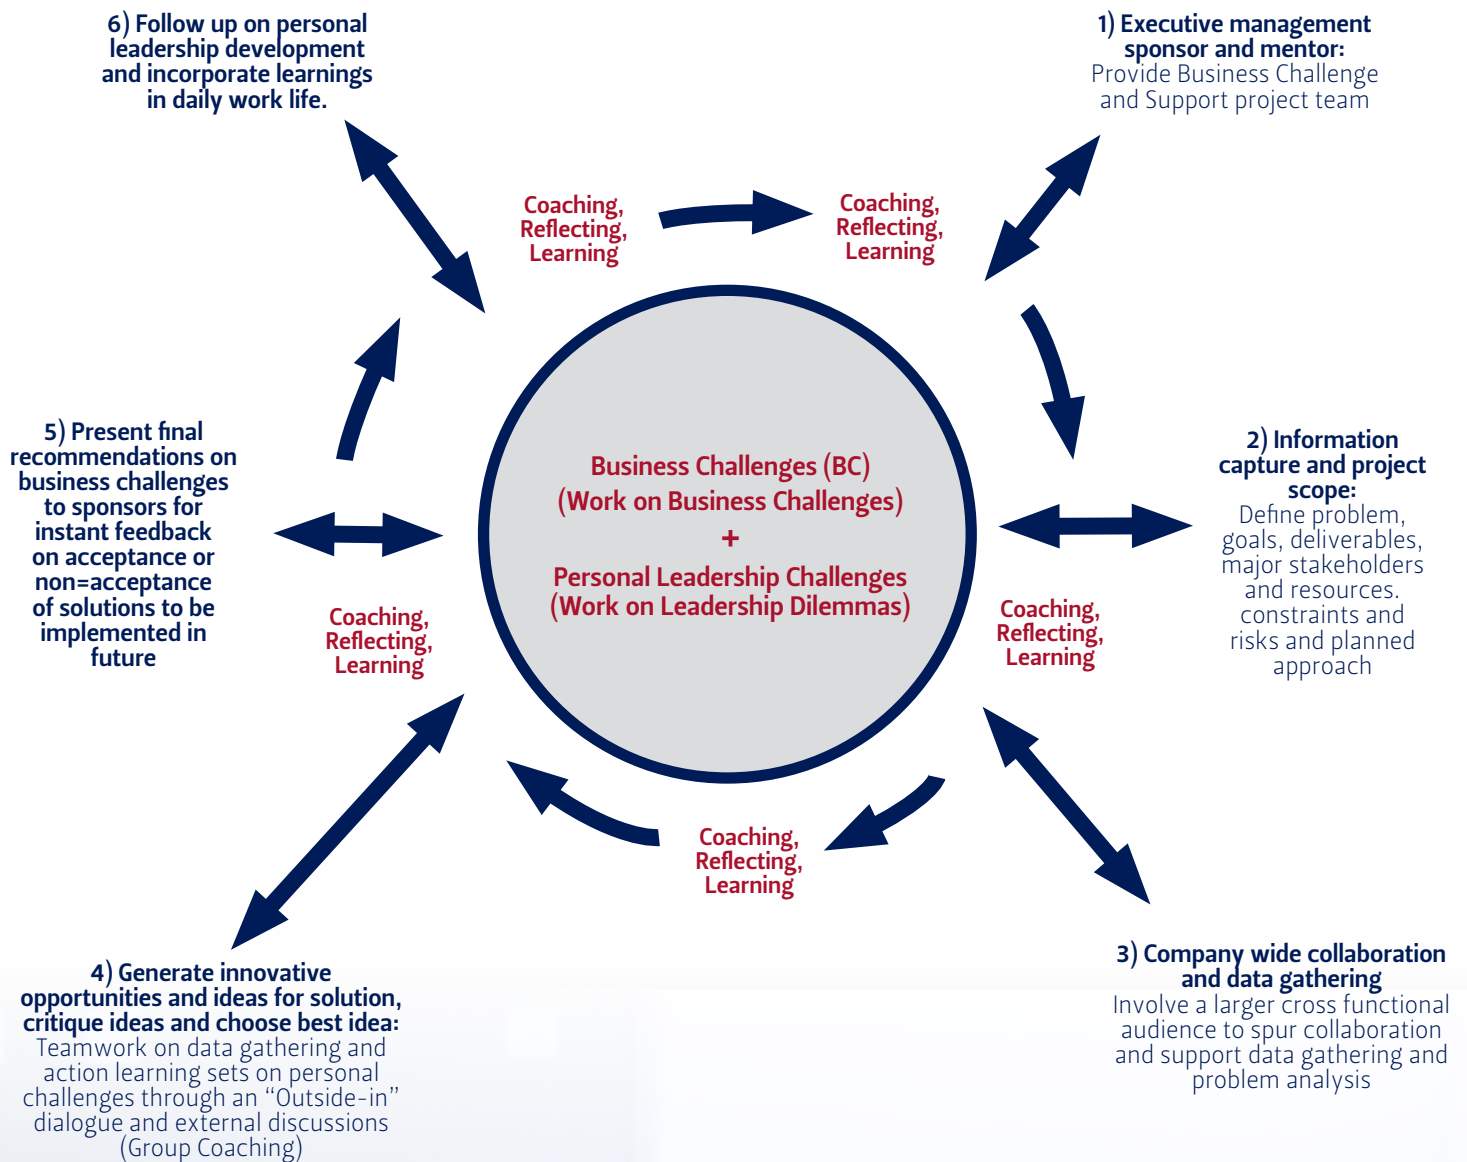 6) Follow up on personal
leadership development
and incorporate learnings
in daily work life.
1) Executive management
sponsor and mentor:
Provide Business Challenge
and Support project team
Coaching,
Reflecting,
Learning
Coaching,
Reflecting,
Learning
5) Present final
recommendations on
business challenges
to sponsors for
instant feedback
on acceptance or
non=acceptance
of solutions to be
implemented in
future
Business Challenges (BC)
(Work on Business Challenges)
+
Personal Leadership Challenges
(Work on Leadership Dilemmas)
2) Information
capture and project
scope:
Define problem,
goals, deliverables,
major stakeholders
and resources.
constraints and
risks and planned
approach
Coaching,
Reflecting,
Learning
Coaching,
Reflecting,
Learning
Coaching,
Reflecting,
Learning
4) Generate innovative
opportunities and ideas for solution,
critique ideas and choose best idea:
Teamwork on data gathering and
action learning sets on personal
challenges through an “Outside-in”
dialogue and external discussions
(Group Coaching)
3) Company wide collaboration
and data gathering
Involve a larger cross functional
audience to spur collaboration
and support data gathering and
problem analysis